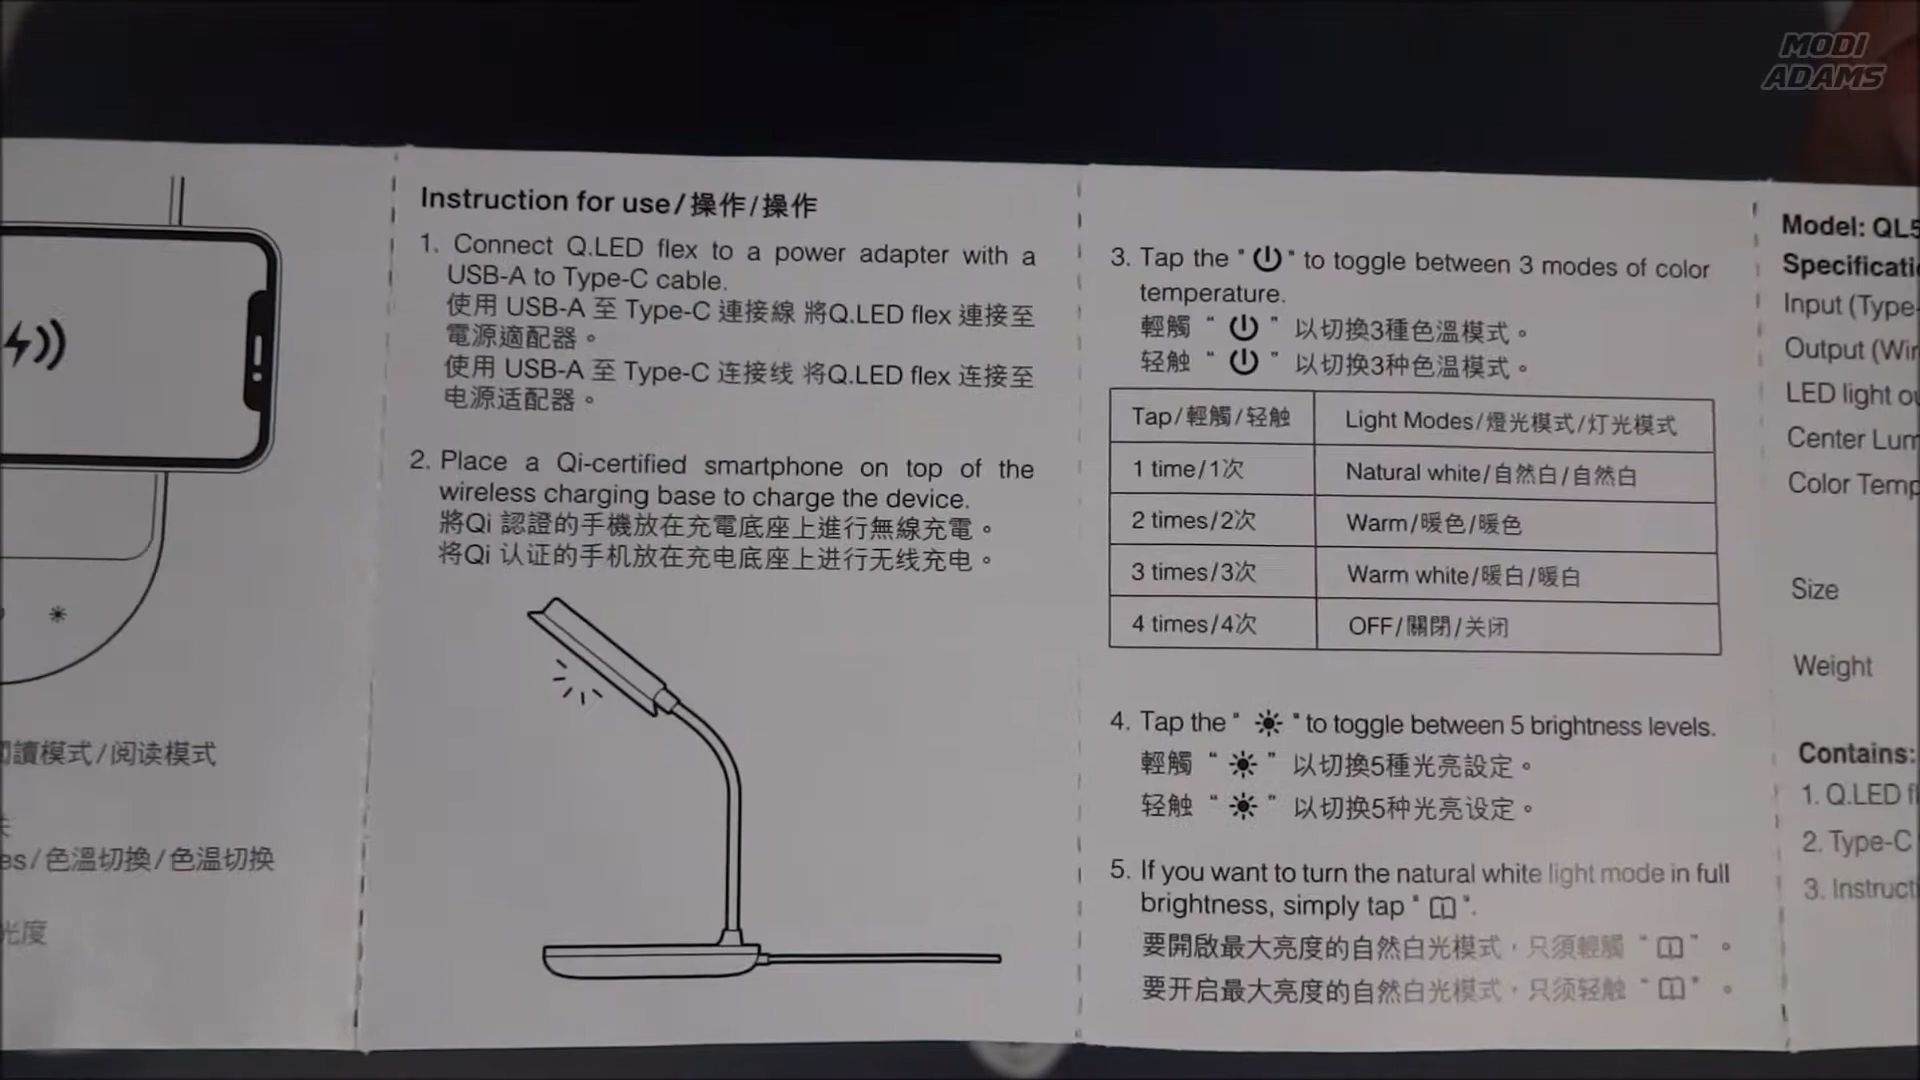 MODI
ADAMS
讀模式/阅读模式
es/色溫切換/色温切换
光度
Instruction for use/操作/操作
1. Connect Q.LED flex to a power adapter with a
USB-A to Type-C cable.
使用 USB-A 至 Type-C 連接線 將Q.LED flex 連接至
電源適配器。
使用 USB-A 至 Type-C 连接线 将Q.LED flex 连接至
电源适配器。
2. Place a Qi-certified smartphone on top of the
wireless charging base to charge the device.
將Qi 認證的手機放在充電底座上進行無線充電。
将Qi 认证的手机放在充电底座上进行无线充电。
3. Tap the "⏻" to toggle between 3 modes of color
temperature.
輕觸 "⏻" 以切換3種色溫模式。
轻触 "⏻" 以切换3种色温模式。
Tap/輕觸/轻触 Light Modes/燈光模式/灯光模式
1 time/1次 Natural white/自然白/自然白
2 times/2次 Warm/暖色/暖色
3 times/3次 Warm white/暖白/暖白
4 times/4次 OFF/關閉/关闭
4. Tap the "☀" to toggle between 5 brightness levels.
輕觸 "☀" 以切換5種光亮設定。
轻触 "☀" 以切换5种光亮设定。
5. If you want to turn the natural white light mode in full
brightness, simply tap "🕮".
要開啟最大亮度的自然白光模式，只須輕觸 "🕮"。
要开启最大亮度的自然白光模式，只须轻触 "🕮"。
Model: QL5
Specificati
Input (Type-
Output (Wir
LED light ou
Center Lum
Color Temp
Size
Weight
Contains:
1. Q.LED fl
2. Type-C
3. Instruct